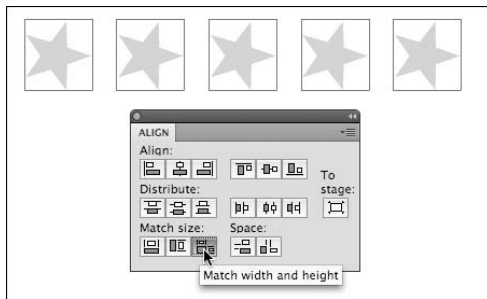 ALIGN
Align:
To
stage:
Distribute:
Match size:
Space:
Match width and height